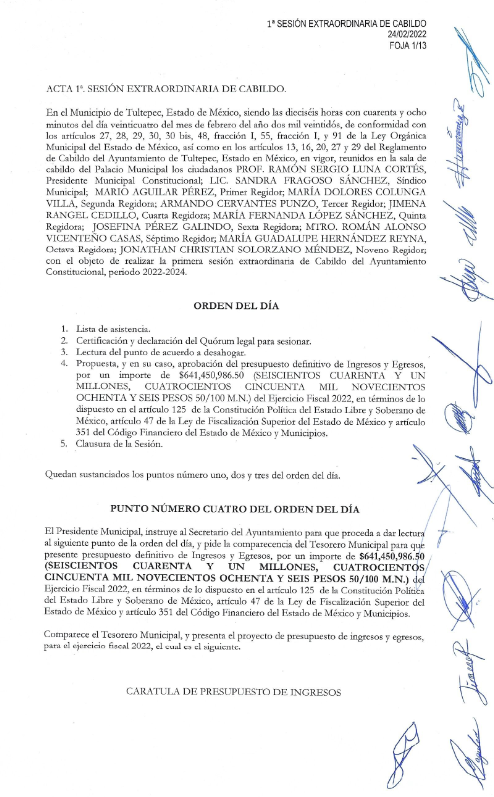 1ª SESIÓN EXTRAORDINARIA DE CABILDO
24/02/2022
FOJA 1/13
ACTA 1ª. SESIÓN EXTRAORDINARIA DE CABILDO.
En el Municipio de Tultepec, Estado de México, siendo las dieciséis horas con cuarenta y ocho
minutos del día veinticuatro del mes de febrero del año dos mil veintidós, de conformidad con
los artículos 27, 28, 29, 30, 30 bis, 48, fracción I, 55, fracción I, y 91 de la Ley Orgánica
Municipal del Estado de México, así como en los artículos 13, 16, 20, 27 y 29 del Reglamento
de Cabildo del Ayuntamiento de Tultepec, Estado en México, en vigor, reunidos en la sala de
cabildo del Palacio Municipal los ciudadanos PROF. RAMÓN SERGIO LUNA CORTÉS,
Presidente Municipal Constitucional; LIC. SANDRA FRAGOSO SÁNCHEZ, Síndico
Municipal; MARIO AGUILAR PÉREZ, Primer Regidor; MARÍA DOLORES COLUNGA
VILLA, Segunda Regidora; ARMANDO CERVANTES PUNZO, Tercer Regidor; JIMENA
RANGEL CEDILLO, Cuarta Regidora; MARÍA FERNANDA LÓPEZ SÁNCHEZ, Quinta
Regidora; JOSEFINA PÉREZ GALINDO, Sexta Regidora; MTRO. ROMÁN ALONSO
VICENTEÑO CASAS, Séptimo Regidor; MARÍA GUADALUPE HERNÁNDEZ REYNA,
Octava Regidora; JONATHAN CHRISTIAN SOLORZANO MÉNDEZ, Noveno Regidor;
con el objeto de realizar la primera sesión extraordinaria de Cabildo del Ayuntamiento
Constitucional, periodo 2022-2024.
ORDEN DEL DÍA
1. Lista de asistencia.
2. Certificación y declaración del Quórum legal para sesionar.
3. Lectura del punto de acuerdo a desahogar.
4. Propuesta, y en su caso, aprobación del presupuesto definitivo de Ingresos y Egresos,
por un importe de $641,450,986.50 (SEISCIENTOS CUARENTA Y UN
MILLONES, CUATROCIENTOS CINCUENTA MIL NOVECIENTOS
OCHENTA Y SEIS PESOS 50/100 M.N.) del Ejercicio Fiscal 2022, en términos de lo
dispuesto en el artículo 125 de la Constitución Política del Estado Libre y Soberano de
México, artículo 47 de la Ley de Fiscalización Superior del Estado de México y artículo
351 del Código Financiero del Estado de México y Municipios.
5. Clausura de la Sesión.
Quedan sustanciados los puntos número uno, dos y tres del orden del día.
PUNTO NÚMERO CUATRO DEL ORDEN DEL DÍA
El Presidente Municipal, instruye al Secretario del Ayuntamiento para que proceda a dar lectura
al siguiente punto de la orden del día, y pide la comparecencia del Tesorero Municipal para que
presente presupuesto definitivo de Ingresos y Egresos, por un importe de $641,450,986.50
(SEISCIENTOS CUARENTA Y UN MILLONES, CUATROCIENTOS
CINCUENTA MIL NOVECIENTOS OCHENTA Y SEIS PESOS 50/100 M.N.) del
Ejercicio Fiscal 2022, en términos de lo dispuesto en el artículo 125 de la Constitución Política
del Estado Libre y Soberano de México, artículo 47 de la Ley de Fiscalización Superior del
Estado de México y artículo 351 del Código Financiero del Estado de México y Municipios.
Comparece el Tesorero Municipal, y presenta el proyecto de presupuesto de ingresos y egresos,
para el ejercicio fiscal 2022, el cual es el siguiente.
CARATULA DE PRESUPUESTO DE INGRESOS